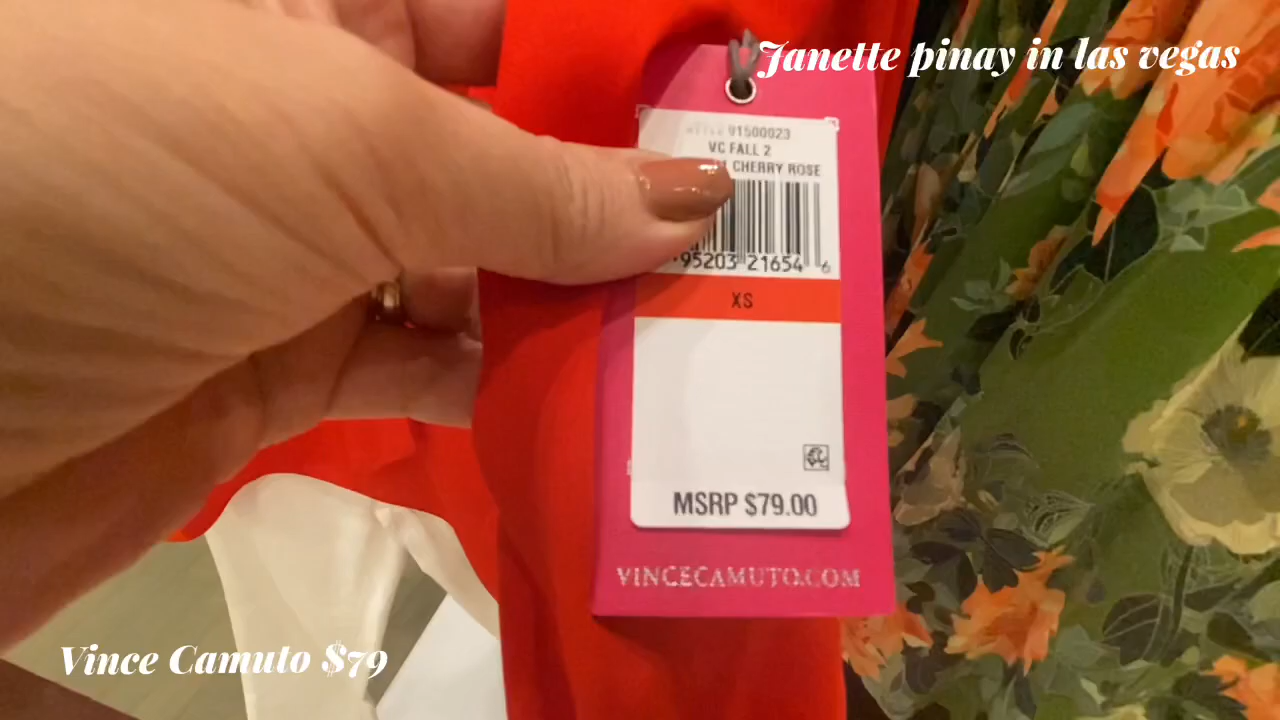 Janette pinay in las vegas
91500023
VC FALL 2
CHERRY ROSE
95203 21654 6
XS
MSRP $79.00
VINCECAMUTO.COM
Vince Camuto $79